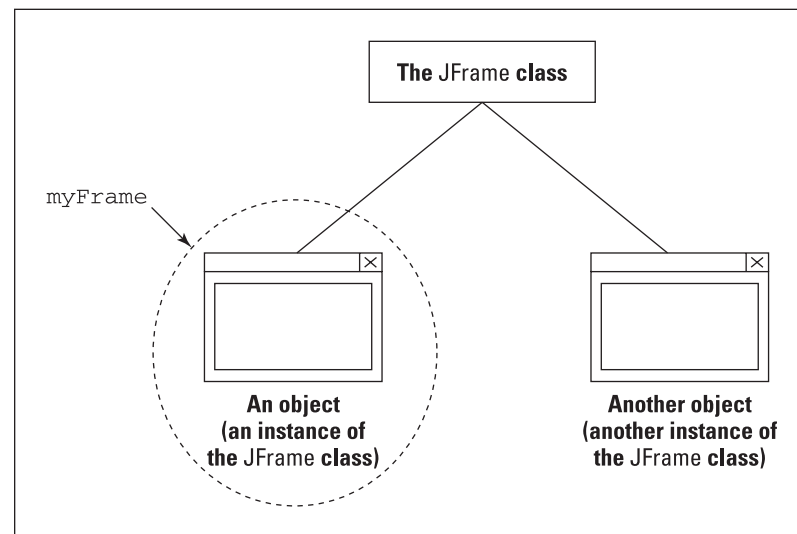 The JFrame class
myFrame
An object
(an instance of
the JFrame class)
Another object
(another instance of
the JFrame class)